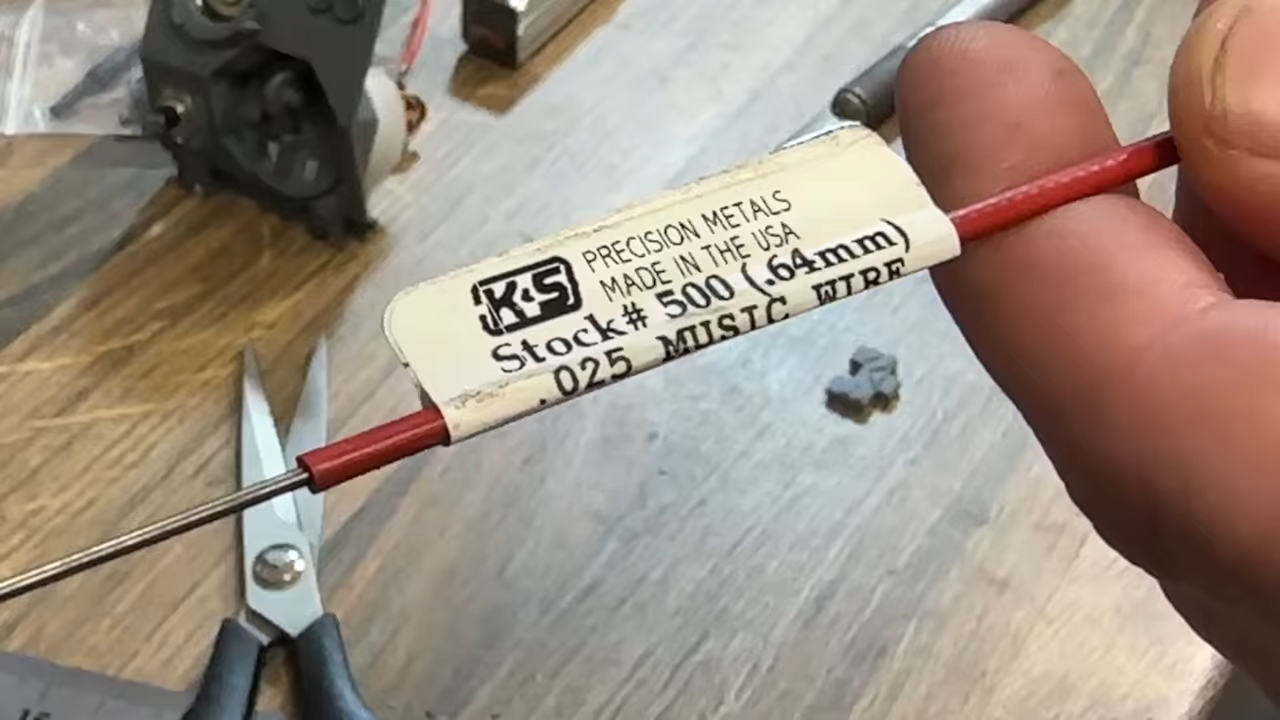 K·S
PRECISION METALS
MADE IN THE USA
Stock# 500 (.64mm)
.025 MUSIC WIRE